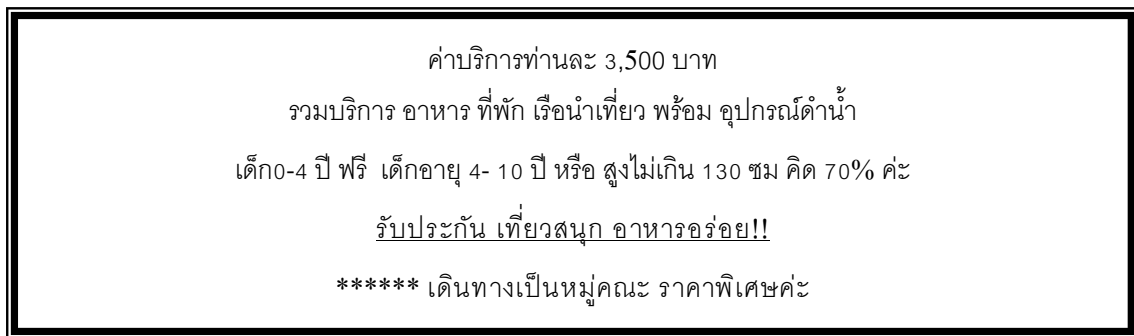 ค่าบริการท่านละ 3,500 บาท
รวมบริการ อาหาร ที่พัก เรือนำเที่ยว พร้อม อุปกรณ์ดำน้ำ
เด็ก0-4 ปี ฟรี เด็กอายุ 4- 10 ปี หรือ สูงไม่เกิน 130 ซม คิด 70% ค่ะ
รับประกัน เที่ยวสนุก อาหารอร่อย!!
****** เดินทางเป็นหมู่คณะ ราคาพิเศษค่ะ